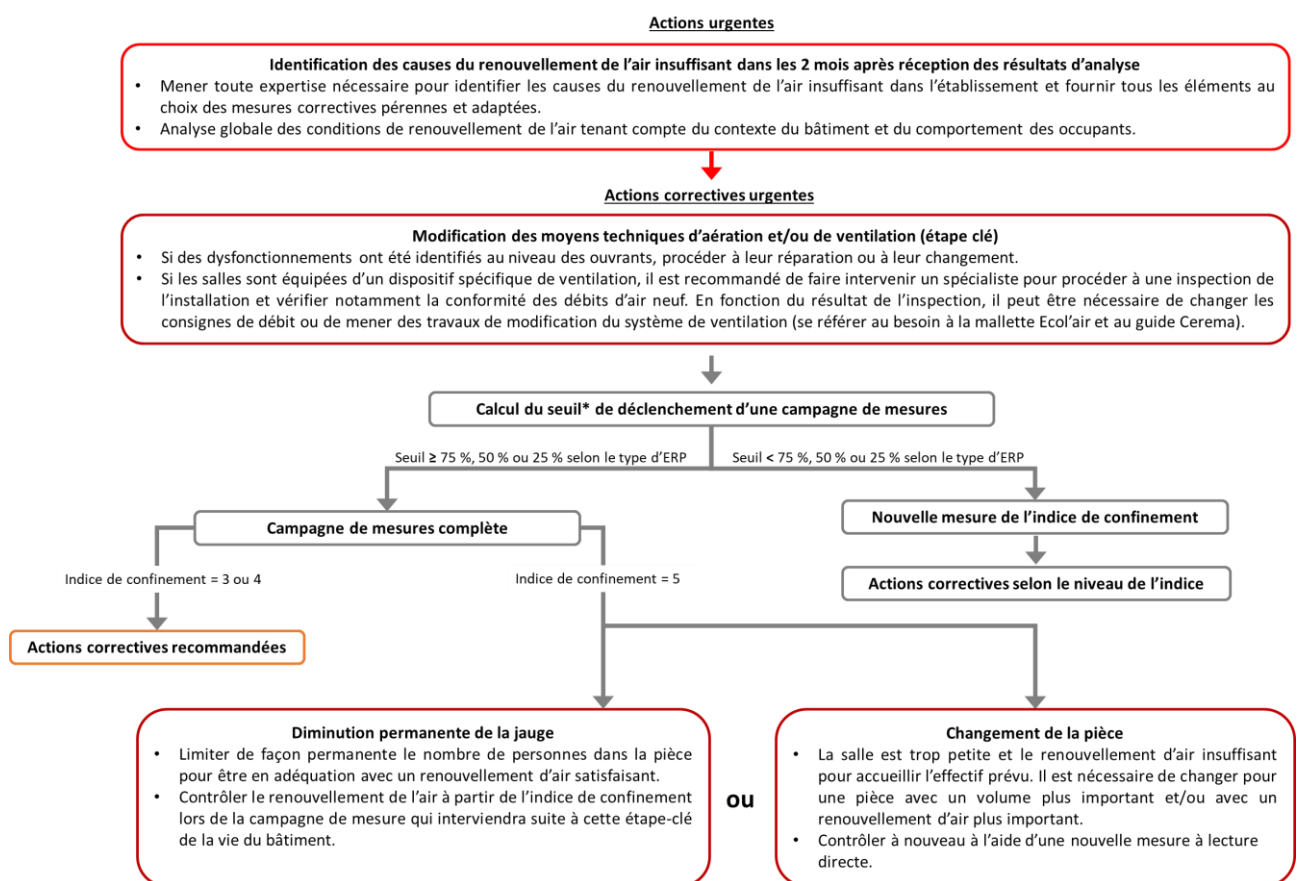 Actions urgentes
Identification des causes du renouvellement de l'air insuffisant dans les 2 mois après réception des résultats d'analyse
• Mener toute expertise nécessaire pour identifier les causes du renouvellement de l'air insuffisant dans l'établissement et fournir tous les éléments au
choix des mesures correctives pérennes et adaptées.
• Analyse globale des conditions de renouvellement de l'air tenant compte du contexte du bâtiment et du comportement des occupants.
Actions correctives urgentes
Modification des moyens techniques d'aération et/ou de ventilation (étape clé)
• Si des dysfonctionnements ont été identifiés au niveau des ouvrants, procéder à leur réparation ou à leur changement.
• Si les salles sont équipées d'un dispositif spécifique de ventilation, il est recommandé de faire intervenir un spécialiste pour procéder à une inspection de
l'installation et vérifier notamment la conformité des débits d'air neuf. En fonction du résultat de l'inspection, il peut être nécessaire de changer les
consignes de débit ou de mener des travaux de modification du système de ventilation (se référer au besoin à la mallette Ecol'air et au guide Cerema).
Calcul du seuil* de déclenchement d'une campagne de mesures
Seuil ≥ 75 %, 50 % ou 25 % selon le type d'ERP
Seuil < 75 %, 50 % ou 25 % selon le type d'ERP
Campagne de mesures complète
Nouvelle mesure de l'indice de confinement
Indice de confinement = 3 ou 4
Indice de confinement = 5
Actions correctives selon le niveau de l'indice
Actions correctives recommandées
Diminution permanente de la jauge
• Limiter de façon permanente le nombre de personnes dans la pièce
pour être en adéquation avec un renouvellement d'air satisfaisant.
• Contrôler le renouvellement de l'air à partir de l'indice de confinement
lors de la campagne de mesure qui interviendra suite à cette étape-clé
de la vie du bâtiment.
ou
Changement de la pièce
• La salle est trop petite et le renouvellement d'air insuffisant
pour accueillir l'effectif prévu. Il est nécessaire de changer pour
une pièce avec un volume plus important et/ou avec un
renouvellement d'air plus important.
• Contrôler à nouveau à l'aide d'une nouvelle mesure à lecture
directe.